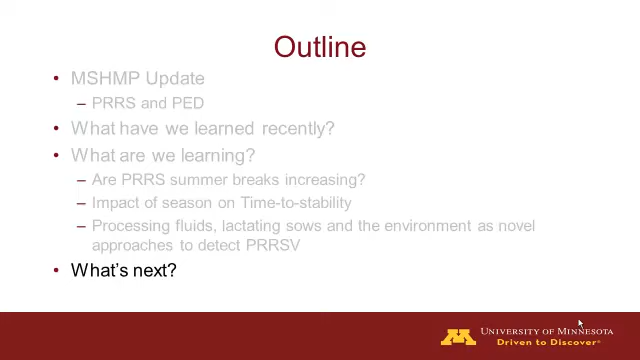 Outline
• MSHMP Update
– PRRS and PED
• What have we learned recently?
• What are we learning?
– Are PRRS summer breaks increasing?
– Impact of season on Time-to-stability
– Processing fluids, lactating sows and the environment as novel
approaches to detect PRRSV
• What's next?
M
UNIVERSITY OF MINNESOTA
Driven to Discover®